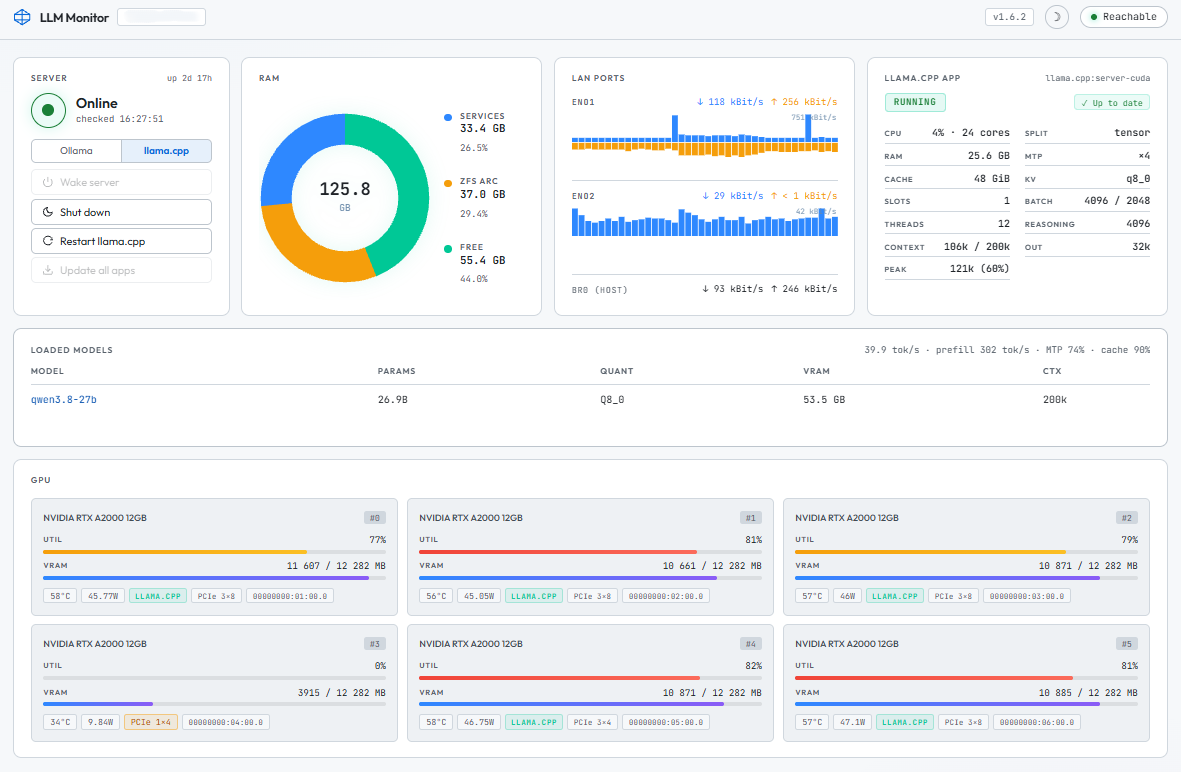 LLM Monitor
v1.6.2
Reachable
SERVER
up 2d 17h
Online
checked 16:27:51
Ollama
llama.cpp
Wake server
Shut down
Restart llama.cpp
Update all apps
RAM
125.8
GB
SERVICES
33.4 GB
26.5%
ZFS ARC
37.0 GB
29.4%
FREE
55.4 GB
44.0%
LAN PORTS
ENO1 ↓ 118 kBit/s ↑ 256 kBit/s
ENO2 ↓ 29 kBit/s ↑ < 1 kBit/s
BR0 (HOST) ↓ 93 kBit/s ↑ 246 kBit/s
LLAMA.CPP APP
llama.cpp:server-cuda
RUNNING
✓ Up to date
CPU 4% · 24 cores
RAM 25.6 GB
CACHE 48 GiB
SLOTS 1
THREADS 12
CONTEXT 106k / 200k
PEAK 121k (60%)
SPLIT tensor
MTP ×4
KV q8_0
BATCH 4096 / 2048
REASONING 4096
OUT 32k
LOADED MODELS
39.9 tok/s · prefill 302 tok/s · MTP 74% · cache 90%
MODEL PARAMS QUANT VRAM CTX
qwen3.8-27b 26.9B Q8_0 53.5 GB 200k
GPU
NVIDIA RTX A2000 12GB #0
UTIL 77%
VRAM 11 607 / 12 282 MB
58°C 45.77W LLAMA.CPP PCIe 3×8 00000000:01:00.0
NVIDIA RTX A2000 12GB #1
UTIL 81%
VRAM 10 661 / 12 282 MB
56°C 45.05W LLAMA.CPP PCIe 3×8 00000000:02:00.0
NVIDIA RTX A2000 12GB #2
UTIL 79%
VRAM 10 871 / 12 282 MB
57°C 46W LLAMA.CPP PCIe 3×8 00000000:03:00.0
NVIDIA RTX A2000 12GB #3
UTIL 0%
VRAM 3915 / 12 282 MB
34°C 9.84W PCIe 1×4 00000000:04:00.0
NVIDIA RTX A2000 12GB #4
UTIL 82%
VRAM 10 871 / 12 282 MB
58°C 46.75W LLAMA.CPP PCIe 3×4 00000000:05:00.0
NVIDIA RTX A2000 12GB #5
UTIL 81%
VRAM 10 885 / 12 282 MB
57°C 47.1W LLAMA.CPP PCIe 3×8 00000000:06:00.0